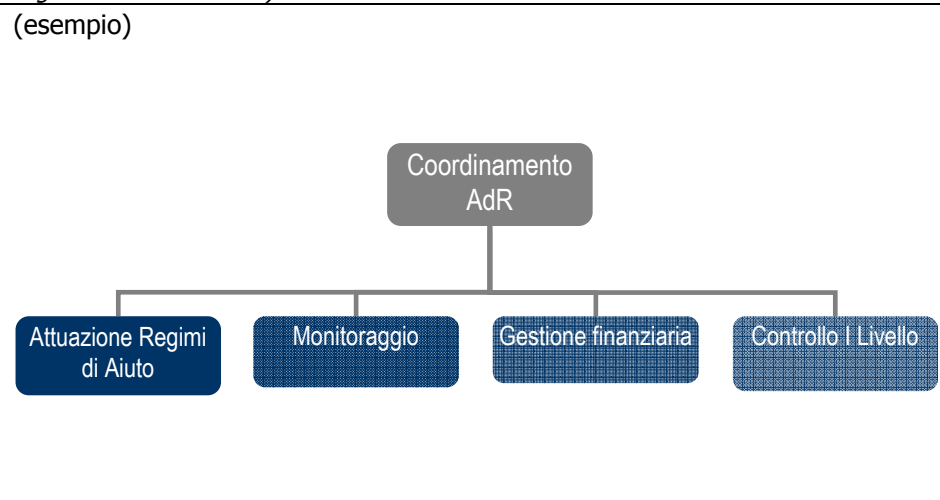 (esempio)
Coordinamento
AdR
Attuazione Regimi
di Aiuto
Monitoraggio
Gestione finanziaria
Controllo I Livello